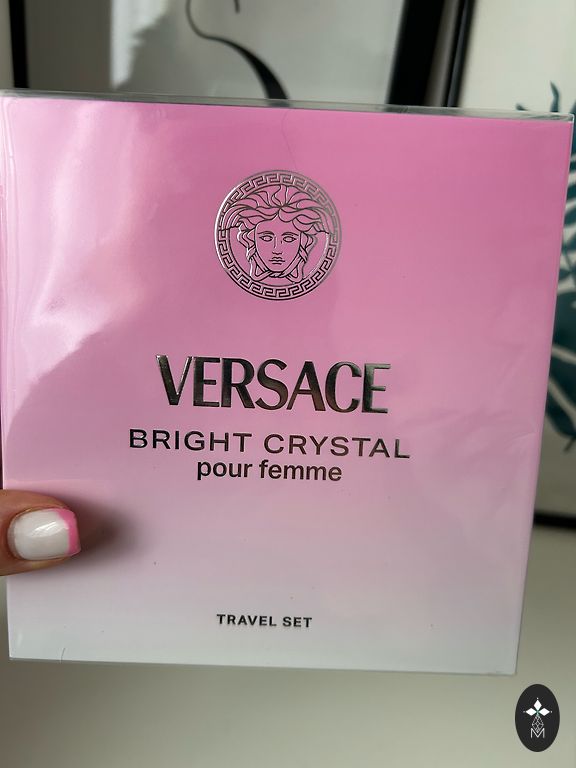 VERSACE
BRIGHT CRYSTAL
pour femme
TRAVEL SET
M